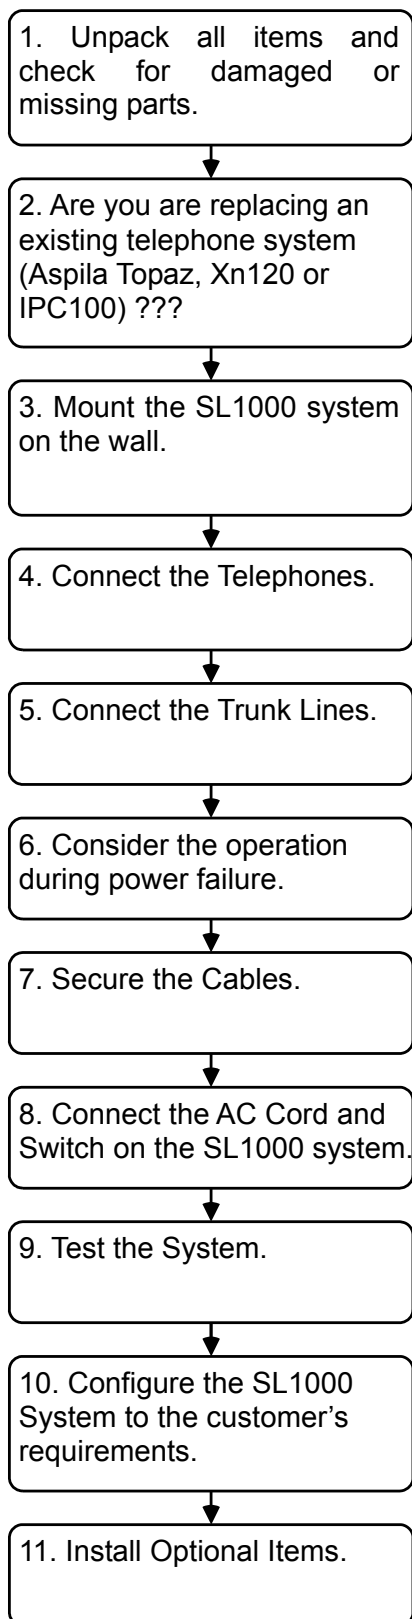 1. Unpack all items and
check for damaged or
missing parts.
2. Are you are replacing an
existing telephone system
(Aspila Topaz, Xn120 or
IPC100) ???
3. Mount the SL1000 system
on the wall.
4. Connect the Telephones.
5. Connect the Trunk Lines.
6. Consider the operation
during power failure.
7. Secure the Cables.
8. Connect the AC Cord and
Switch on the SL1000 system.
9. Test the System.
10. Configure the SL1000
System to the customer’s
requirements.
11. Install Optional Items.